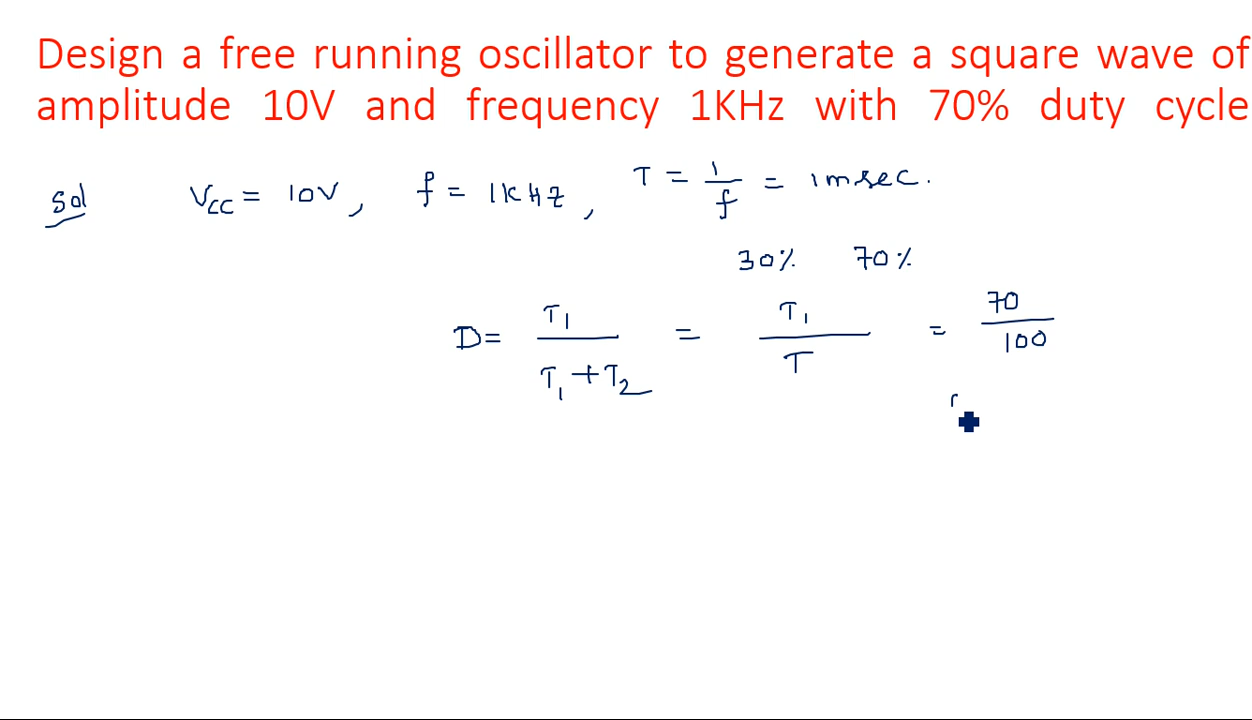 Design a free running oscillator to generate a square wave of
amplitude 10V and frequency 1KHz with 70% duty cycle
Sol VCC = 10V, f = 1KHZ, T = 1/f = 1msec.
30% 70%
D = T1/(T1+T2) = T1/T = 70/100